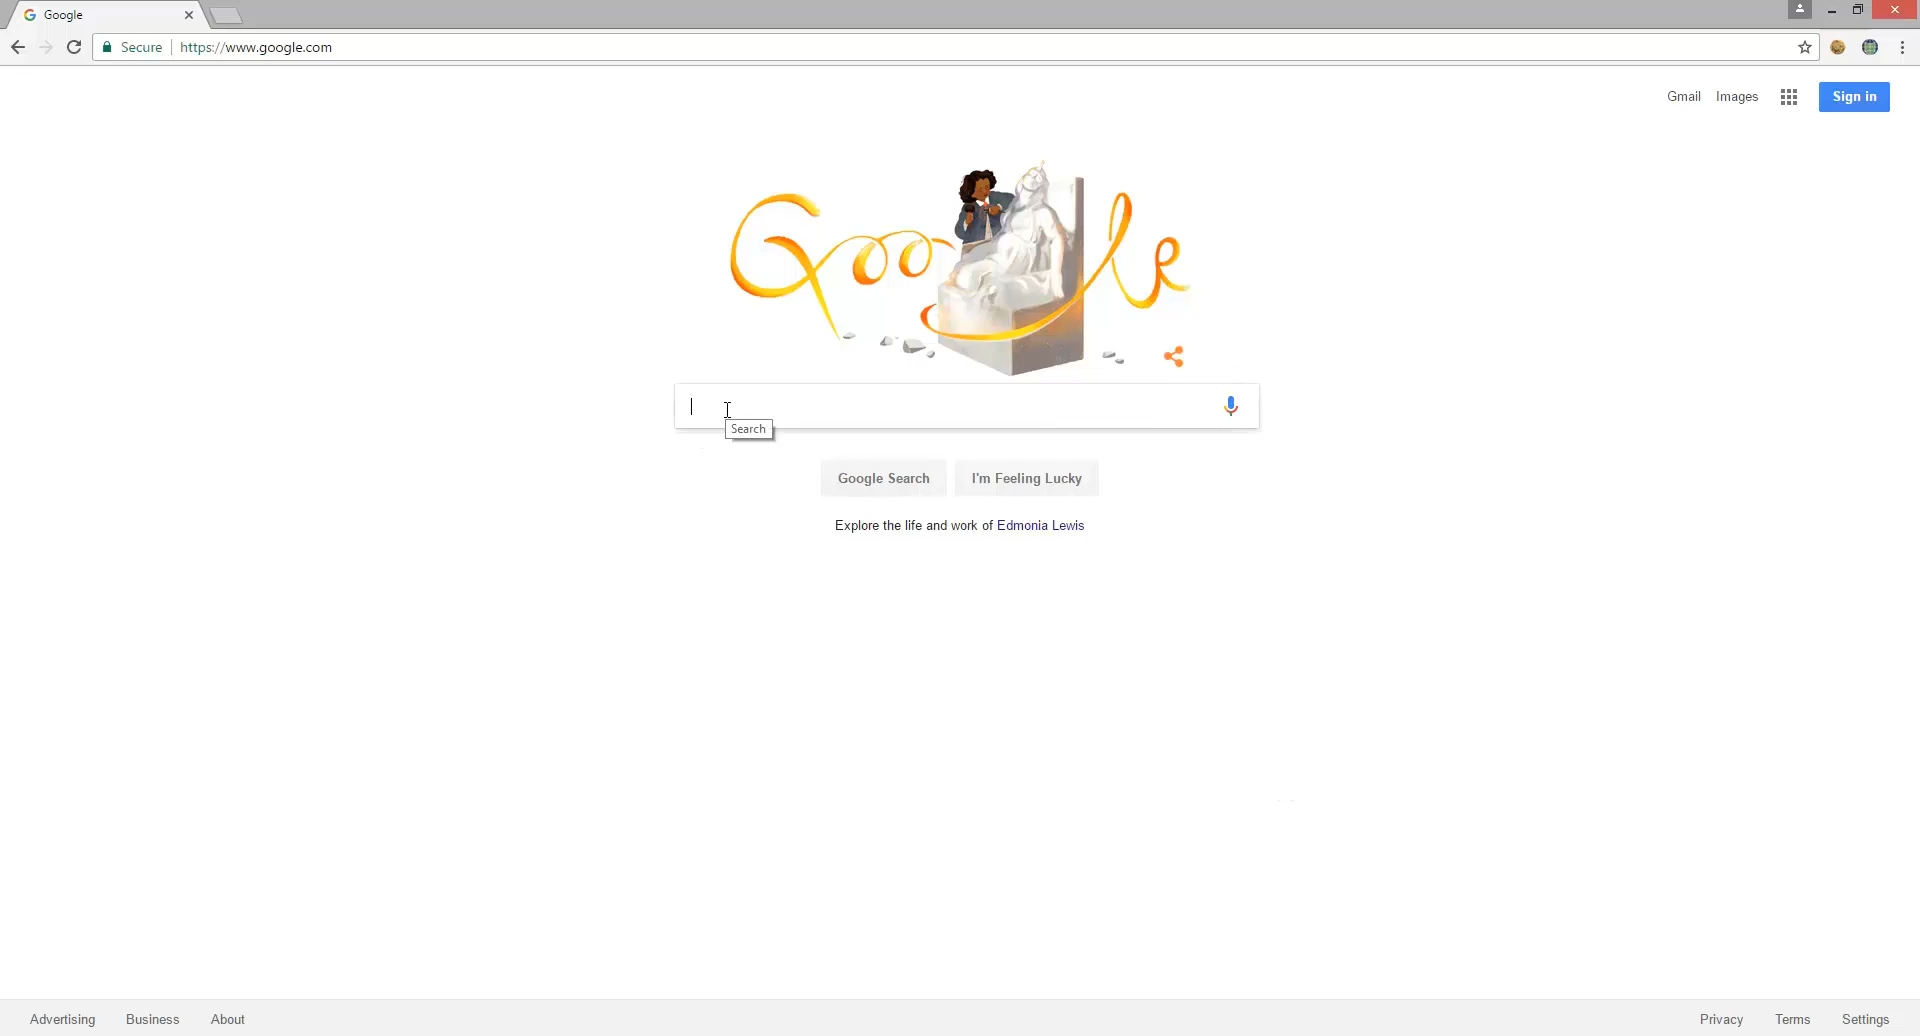 Google
Secure https://www.google.com
Gmail Images Sign in
Google
Search
Google Search I'm Feeling Lucky
Explore the life and work of Edmonia Lewis
Advertising Business About Privacy Terms Settings